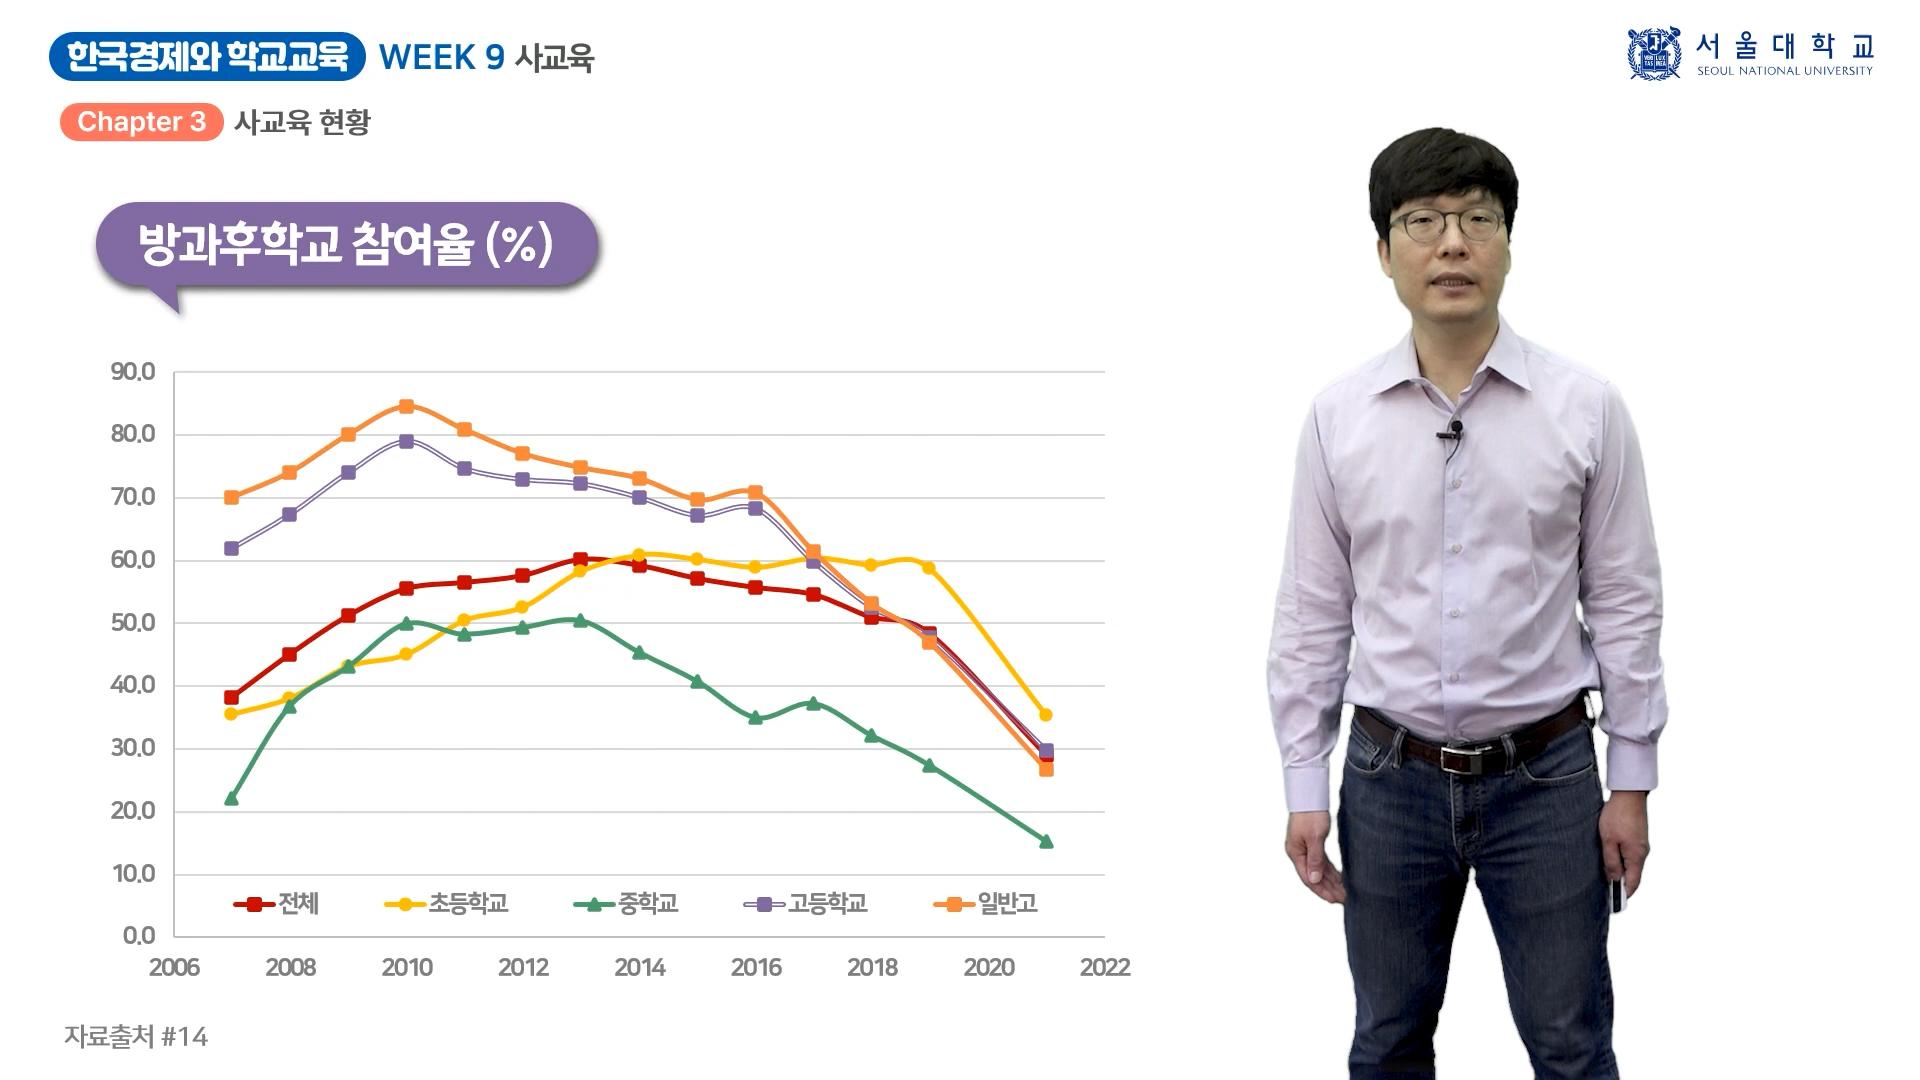 한국경제와 학교교육 WEEK 9 사교육
서울대학교
SEOUL NATIONAL UNIVERSITY
Chapter 3 사교육 현황
방과후학교 참여율 (%)
90.0
80.0
70.0
60.0
50.0
40.0
30.0
20.0
10.0
0.0
전체 초등학교 중학교 고등학교 일반고
2006 2008 2010 2012 2014 2016 2018 2020 2022
자료출처 #14